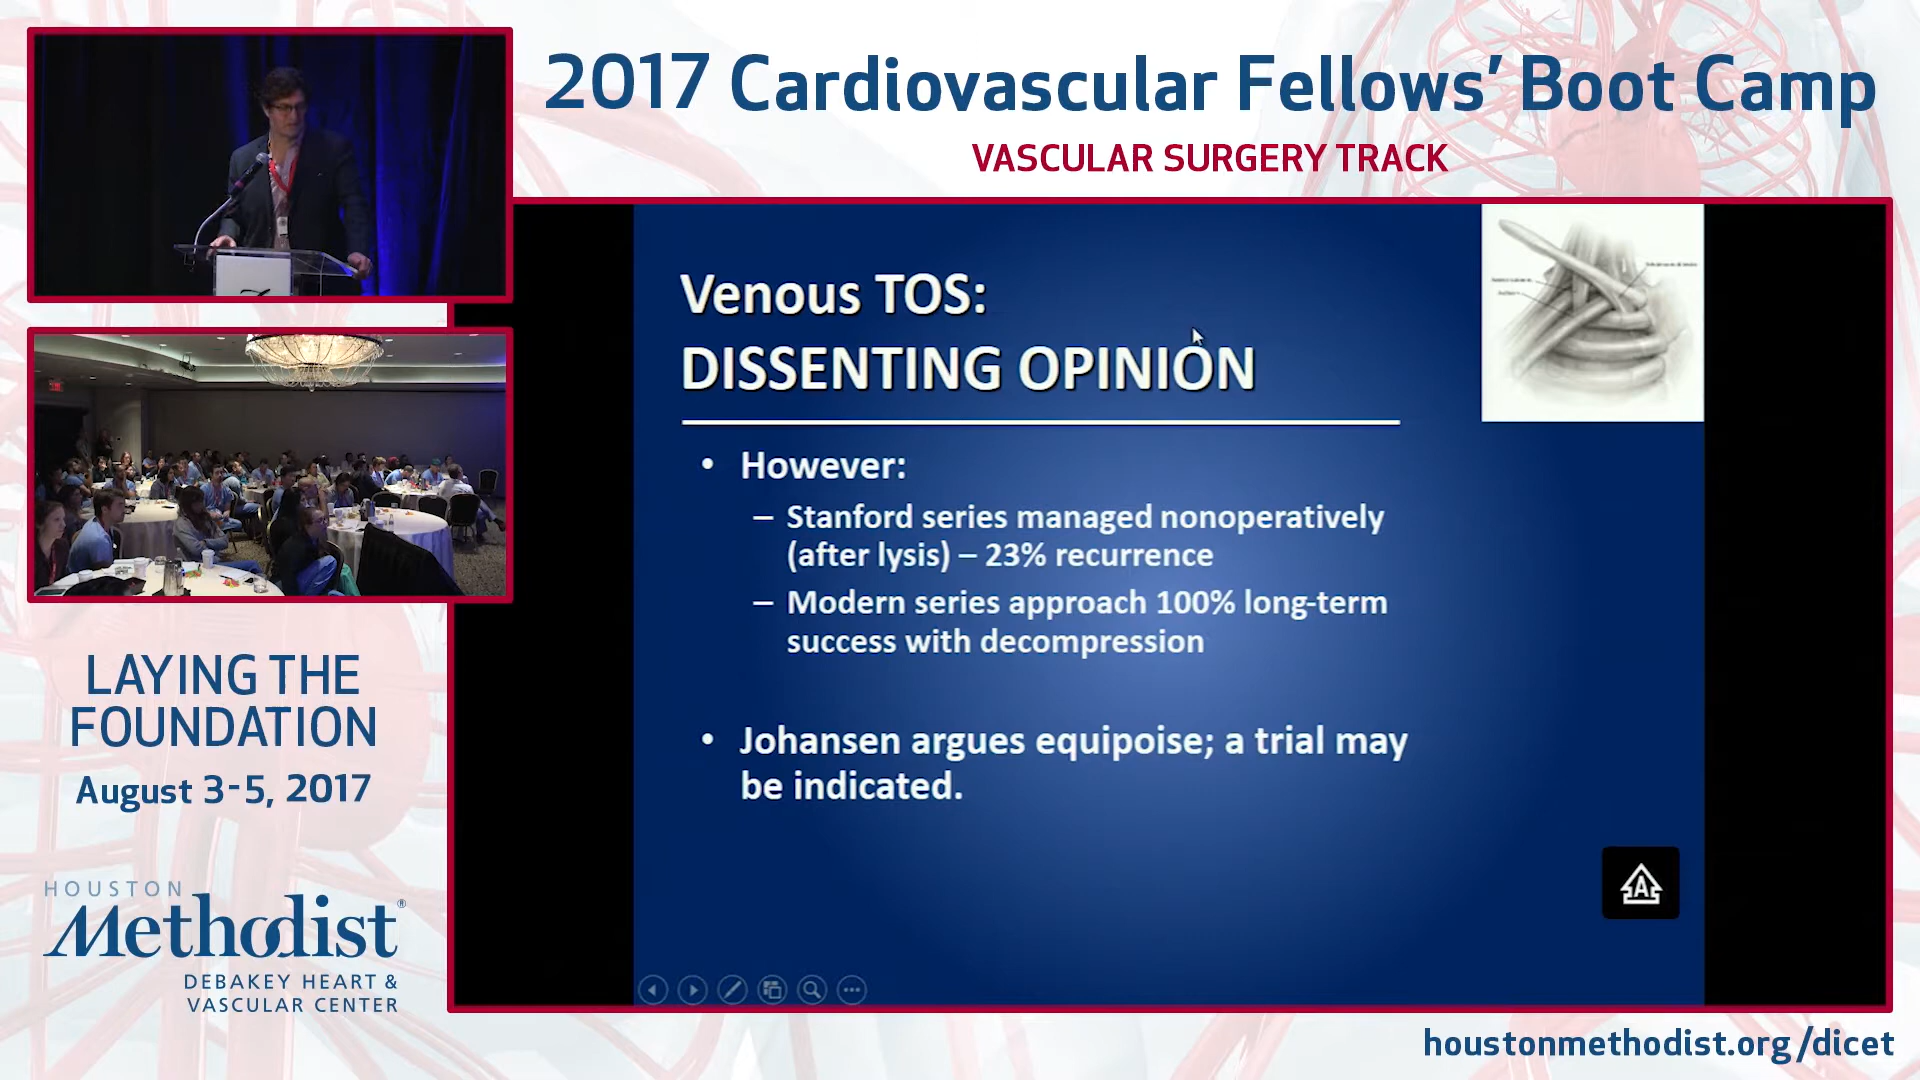 2017 Cardiovascular Fellows' Boot Camp
VASCULAR SURGERY TRACK
Venous TOS:
DISSENTING OPINION
• However:
– Stanford series managed nonoperatively
(after lysis) – 23% recurrence
– Modern series approach 100% long-term
success with decompression
• Johansen argues equipoise; a trial may
be indicated.
A
LAYING THE
FOUNDATION
August 3-5, 2017
HOUSTON
Methodist®
DEBAKEY HEART &
VASCULAR CENTER
houstonmethodist.org/dicet